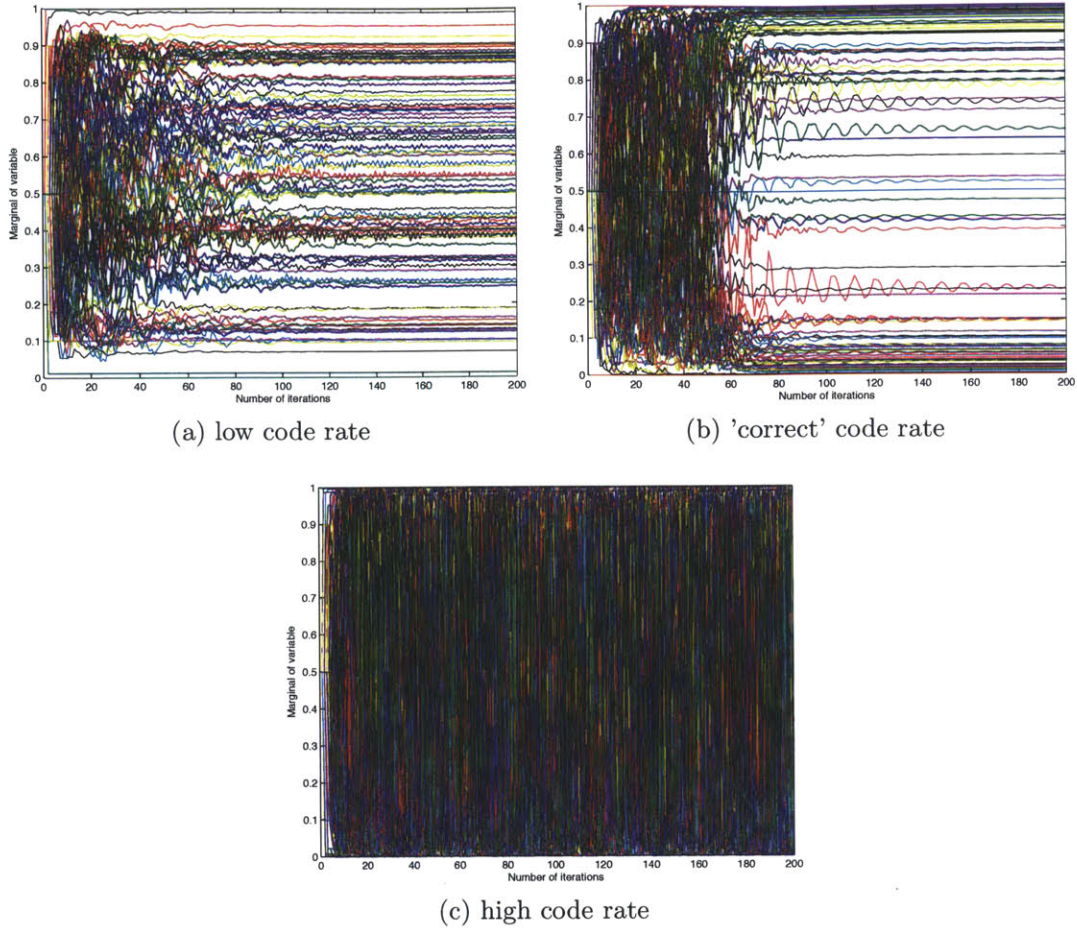 1
0.9
0.8
0.7
0.6
0.5
0.4
0.3
0.2
0.1
0
Marginal of variable
0 20 40 60 80 100 120 140 160 180 200
Number of iterations
(a) low code rate
1
0.9
0.8
0.7
0.6
0.5
0.4
0.3
0.2
0.1
0
Marginal of variable
0 20 40 60 80 100 120 140 160 180 200
Number of iterations
(b) 'correct' code rate
1
0.9
0.8
0.7
0.6
0.5
0.4
0.3
0.2
0.1
0
Marginal of variable
0 20 40 60 80 100 120 140 160 180 200
Number of iterations
(c) high code rate